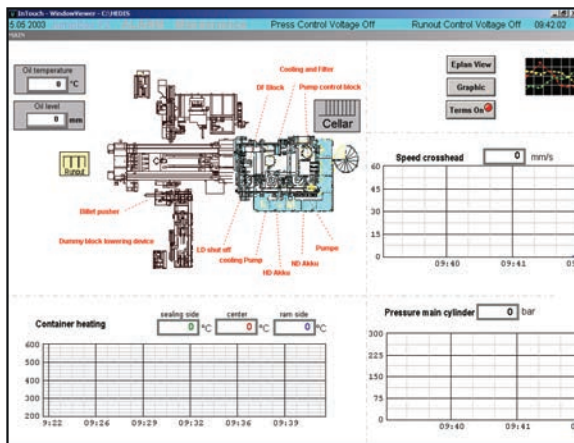 InTouch - WindowViewer - C:\HEDIS
5.05 2003
Press Control Voltage Off
Runout Control Voltage Off
09:42:02
Oil temperature
0 °C
Oil level
0 mm
Runout
Cooling and Filter
DF Block
Pump control block
Cellar
Billet pusher
Dummy block lowering device
LD shut off
cooling Pump
HD Akku
ND Akku
Pumpe
Eplan View
Graphic
Terms On
Speed crosshead 0 mm/s
60
45
30
15
0
09:40 09:41
Container heating
sealing side center ram side
0 °C 0 °C 0 °C
600
500
400
300
200
9:22 09:26 09:29 09:32 09:36 09:39
Pressure main cylinder 0 bar
300
225
150
75
0
09:40 09:41